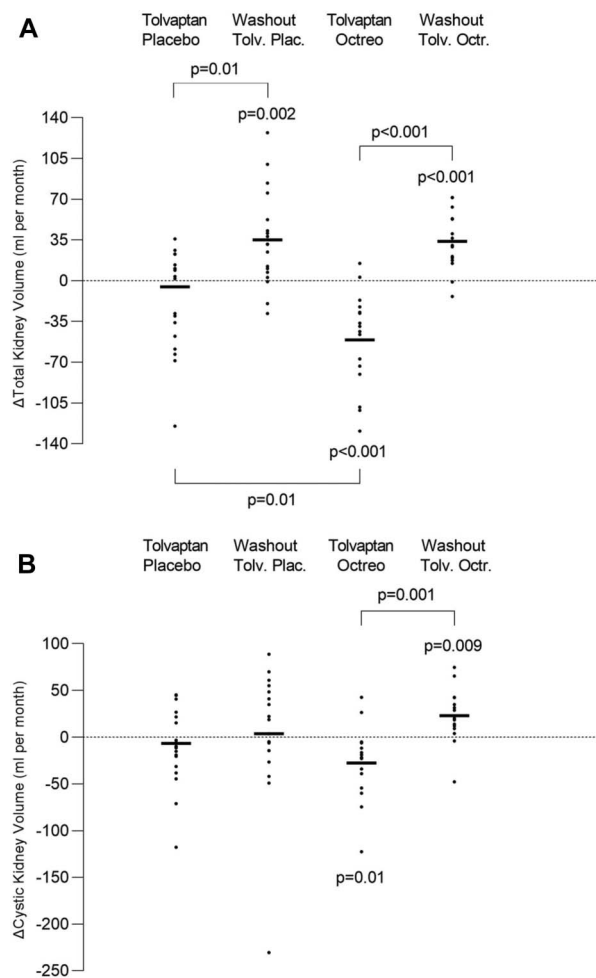 A
Tolvaptan Washout Tolvaptan Washout
Placebo Tolv. Plac. Octreo Tolv. Octr.
p=0.01
p=0.002
p<0.001
p<0.001
140
105
70
35
0
-35
-70
-105
-140
ΔTotal Kidney Volume (ml per month)
p<0.001
p=0.01
B
Tolvaptan Washout Tolvaptan Washout
Placebo Tolv. Plac. Octreo Tolv. Octr.
p=0.001
p=0.009
100
50
0
-50
-100
-150
-200
-250
ΔCystic Kidney Volume (ml per month)
p=0.01